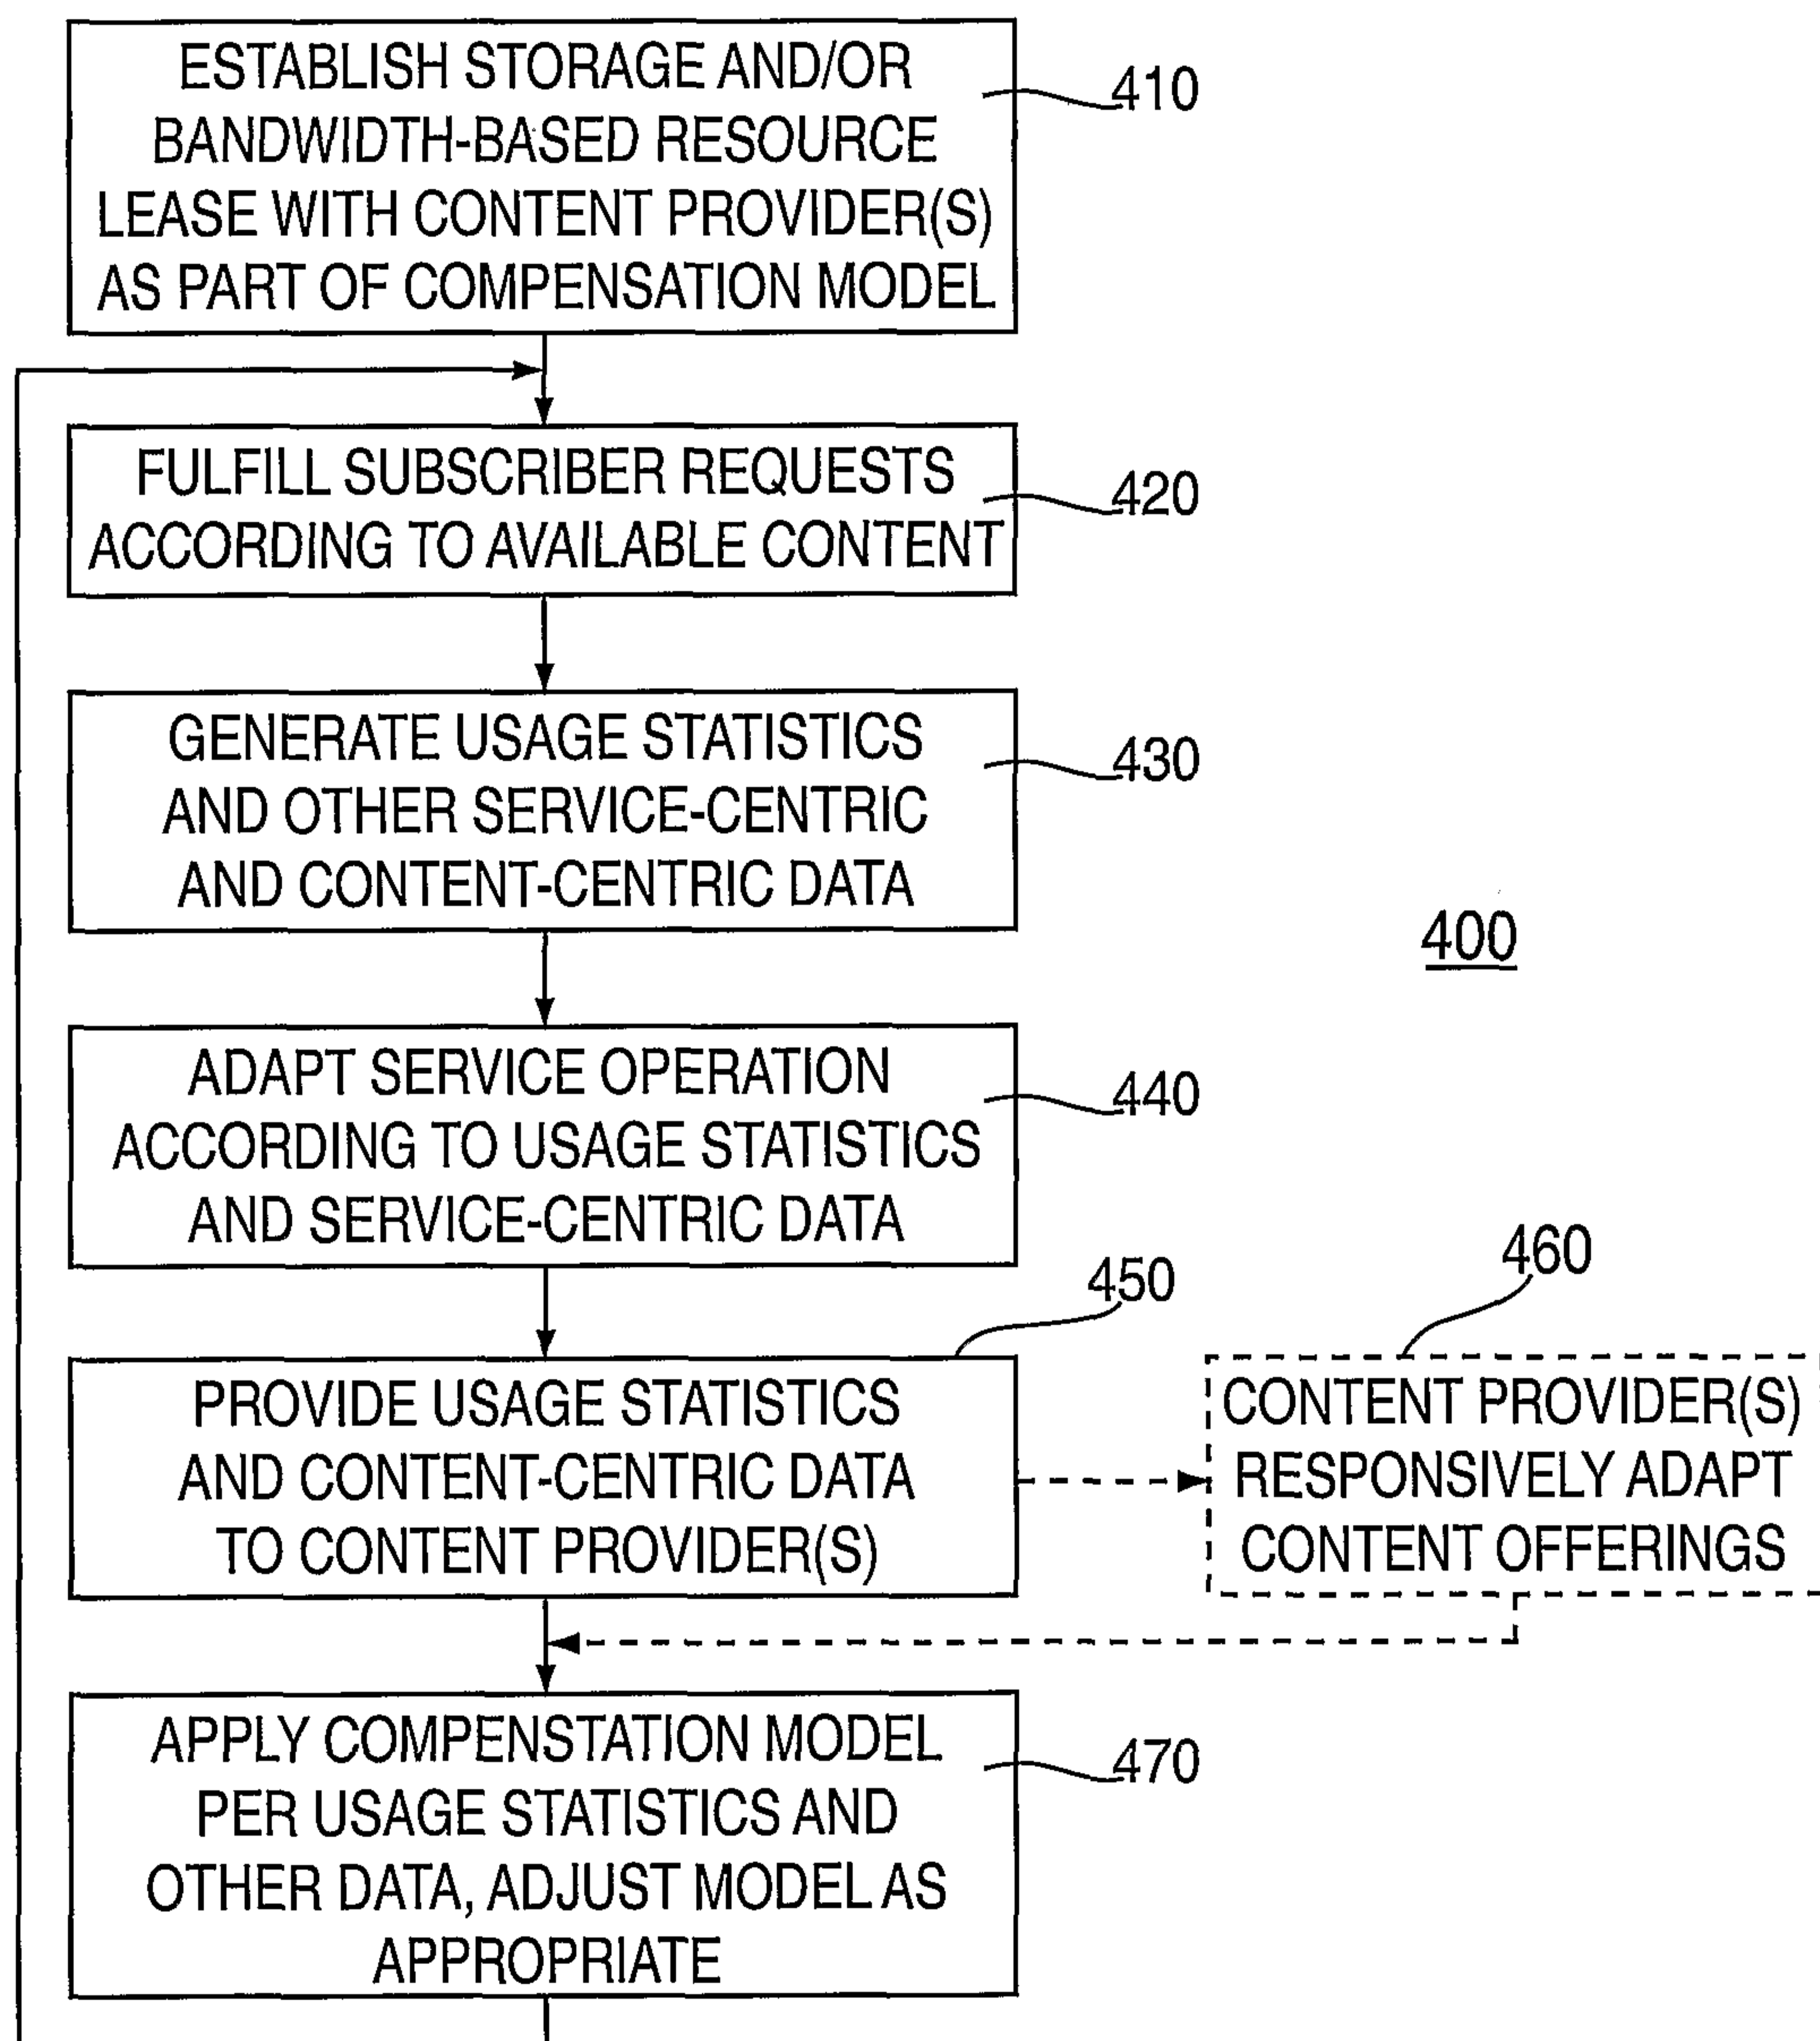 ESTABLISH STORAGE AND/OR
BANDWIDTH-BASED RESOURCE
LEASE WITH CONTENT PROVIDER(S)
AS PART OF COMPENSATION MODEL
410
FULFILL SUBSCRIBER REQUESTS
ACCORDING TO AVAILABLE CONTENT
420
GENERATE USAGE STATISTICS
AND OTHER SERVICE-CENTRIC
AND CONTENT-CENTRIC DATA
430
400
ADAPT SERVICE OPERATION
ACCORDING TO USAGE STATISTICS
AND SERVICE-CENTRIC DATA
440
PROVIDE USAGE STATISTICS
AND CONTENT-CENTRIC DATA
TO CONTENT PROVIDER(S)
450
CONTENT PROVIDER(S)
RESPONSIVELY ADAPT
CONTENT OFFERINGS
460
APPLY COMPENSTATION MODEL
PER USAGE STATISTICS AND
OTHER DATA, ADJUST MODEL AS
APPROPRIATE
470